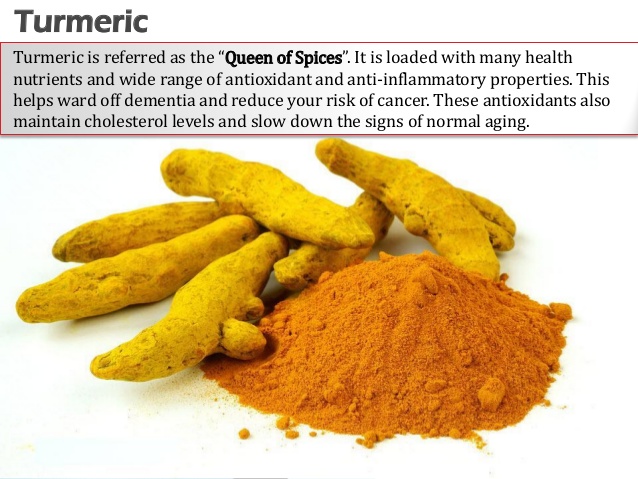 Turmeric
Turmeric is referred as the “Queen of Spices”. It is loaded with many health
nutrients and wide range of antioxidant and anti-inflammatory properties. This
helps ward off dementia and reduce your risk of cancer. These antioxidants also
maintain cholesterol levels and slow down the signs of normal aging.